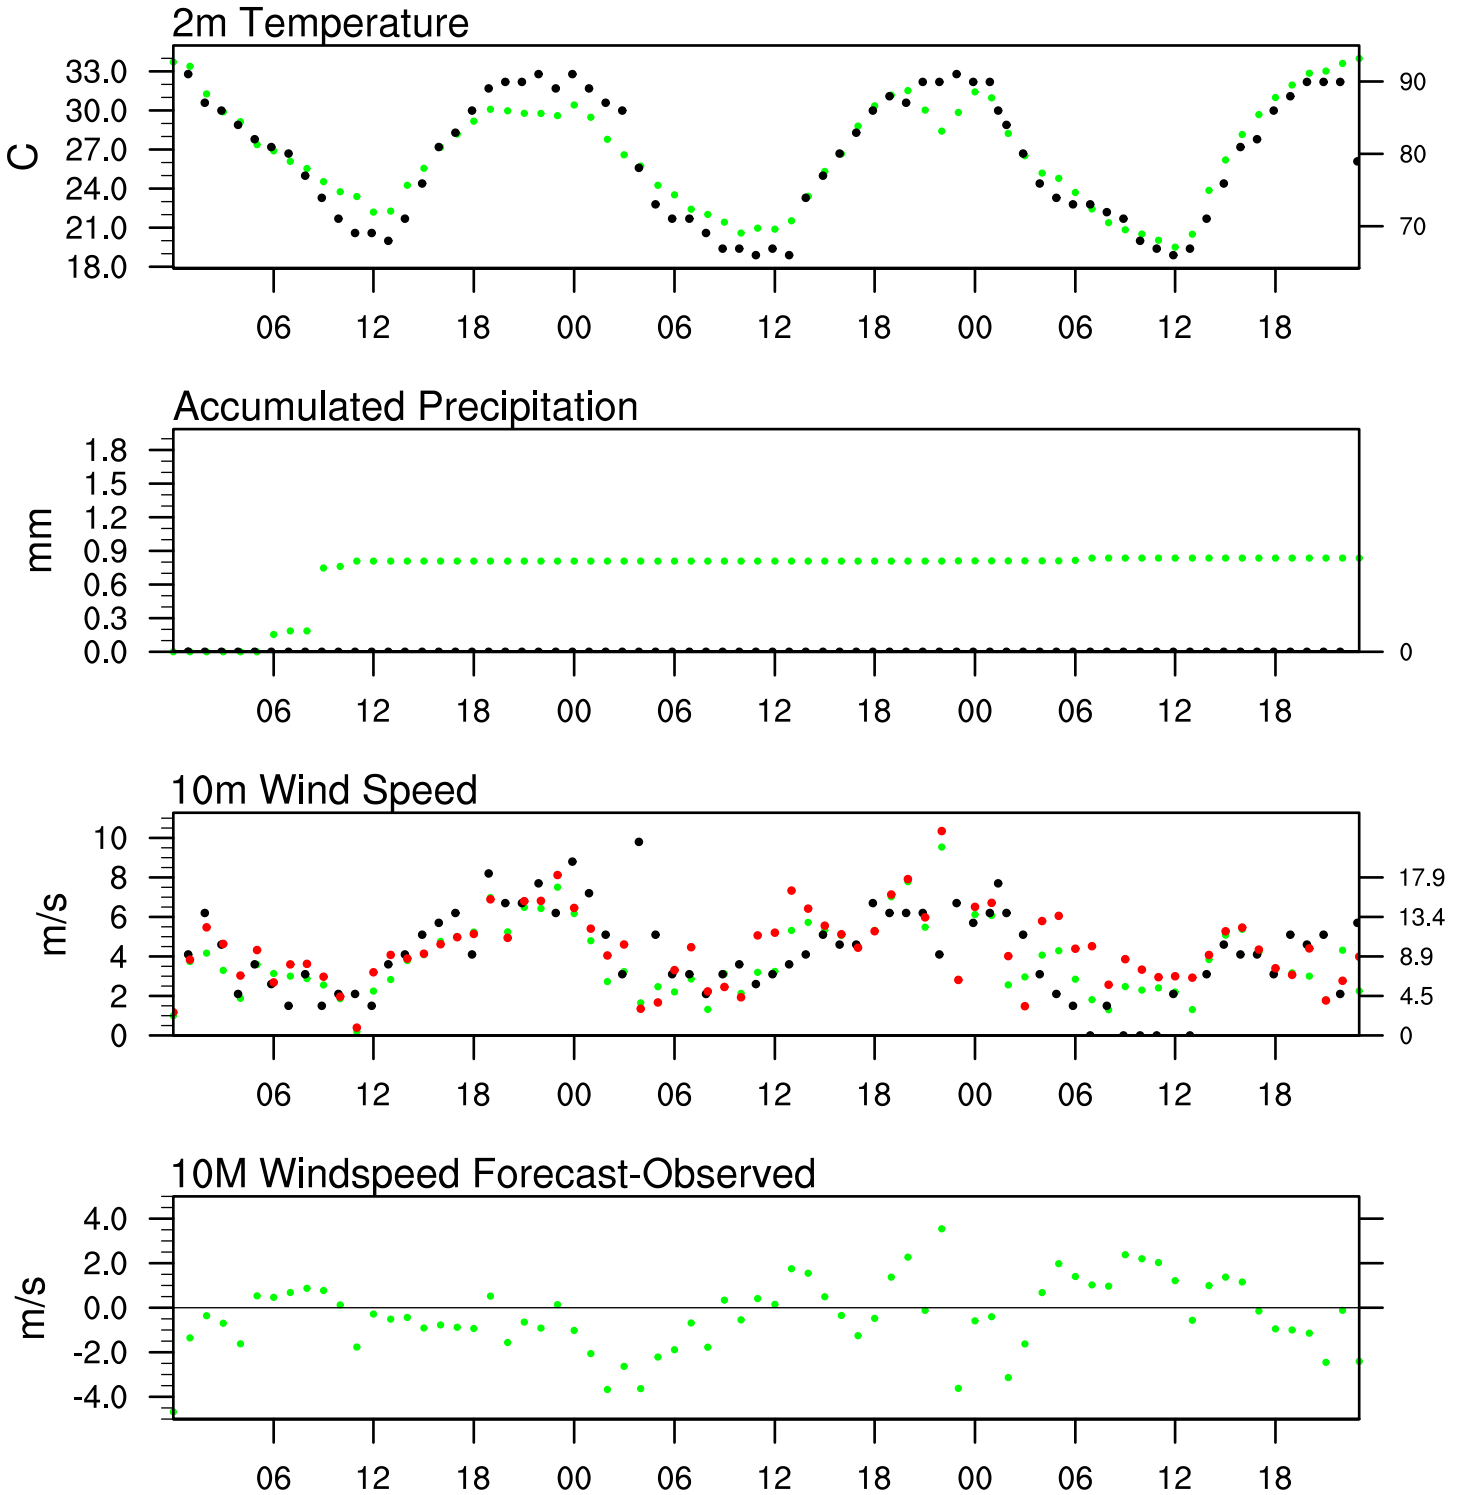 2m Temperature
33.0
30.0
27.0
24.0
21.0
18.0
C
90
80
70
06 12 18 00 06 12 18 00 06 12 18
Accumulated Precipitation
1.8
1.5
1.2
0.9
0.6
0.3
0.0
mm
0
06 12 18 00 06 12 18 00 06 12 18
10m Wind Speed
10
8
6
4
2
0
m/s
17.9
13.4
8.9
4.5
0
06 12 18 00 06 12 18 00 06 12 18
10M Windspeed Forecast-Observed
4.0
2.0
0.0
-2.0
-4.0
m/s
06 12 18 00 06 12 18 00 06 12 18